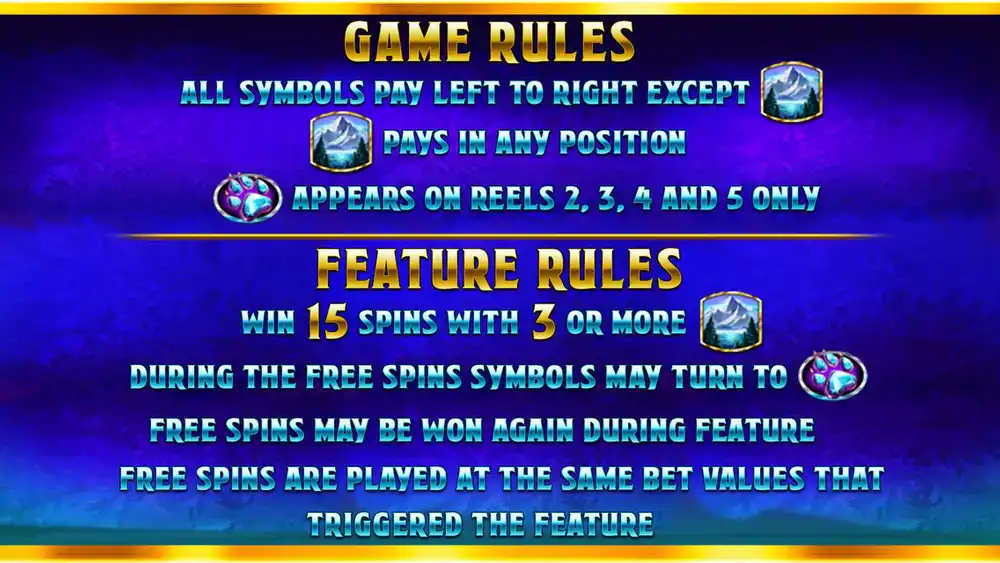 GAME RULES
ALL SYMBOLS PAY LEFT TO RIGHT EXCEPT
PAYS IN ANY POSITION
APPEARS ON REELS 2, 3, 4 AND 5 ONLY
FEATURE RULES
WIN 15 SPINS WITH 3 OR MORE
DURING THE FREE SPINS SYMBOLS MAY TURN TO
FREE SPINS MAY BE WON AGAIN DURING FEATURE
FREE SPINS ARE PLAYED AT THE SAME BET VALUES THAT
TRIGGERED THE FEATURE